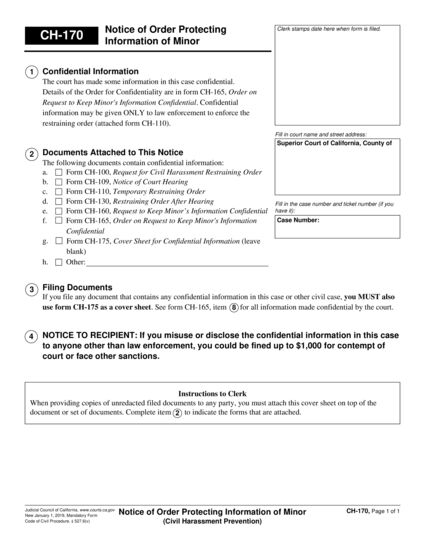 CH-170
Notice of Order Protecting
Information of Minor
Clerk stamps date here when form is filed.
1 Confidential Information
The court has made some information in this case confidential.
Details of the Order for Confidentiality are in form CH-165, Order on
Request to Keep Minor's Information Confidential. Confidential
information may be given ONLY to law enforcement to enforce the
restraining order (attached form CH-110).
Fill in court name and street address:
Superior Court of California, County of
2 Documents Attached to This Notice
The following documents contain confidential information:
a. Form CH-100, Request for Civil Harassment Restraining Order
b. Form CH-109, Notice of Court Hearing
c. Form CH-110, Temporary Restraining Order
d. Form CH-130, Restraining Order After Hearing
e. Form CH-160, Request to Keep Minor's Information Confidential
f. Form CH-165, Order on Request to Keep Minor's Information
Confidential
g. Form CH-175, Cover Sheet for Confidential Information (leave
blank)
h. Other:
Fill in the case number and ticket number (if you
have it):
Case Number:
3 Filing Documents
If you file any document that contains any confidential information in this case or other civil case, you MUST also
use form CH-175 as a cover sheet. See form CH-165, item 8 for all information made confidential by the court.
4 NOTICE TO RECIPIENT: If you misuse or disclose the confidential information in this case
to anyone other than law enforcement, you could be fined up to $1,000 for contempt of
court or face other sanctions.
Instructions to Clerk
When providing copies of unredacted filed documents to any party, you must attach this cover sheet on top of the
document or set of documents. Complete item 2 to indicate the forms that are attached.
Judicial Council of California, www.courts.ca.gov
New January 1, 2019, Mandatory Form
Code of Civil Procedure, § 527.6(v)
Notice of Order Protecting Information of Minor
(Civil Harassment Prevention)
CH-170, Page 1 of 1